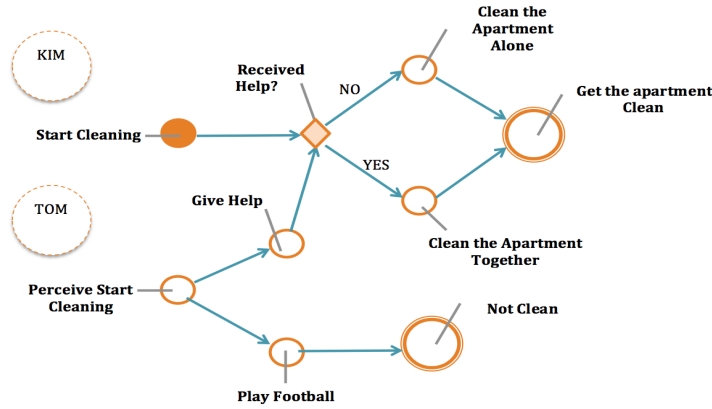 KIM
Start Cleaning
Received
Help?
NO
YES
Clean the
Apartment
Alone
Get the apartment
Clean
Clean the Apartment
Together
TOM
Give Help
Perceive Start
Cleaning
Play Football
Not Clean